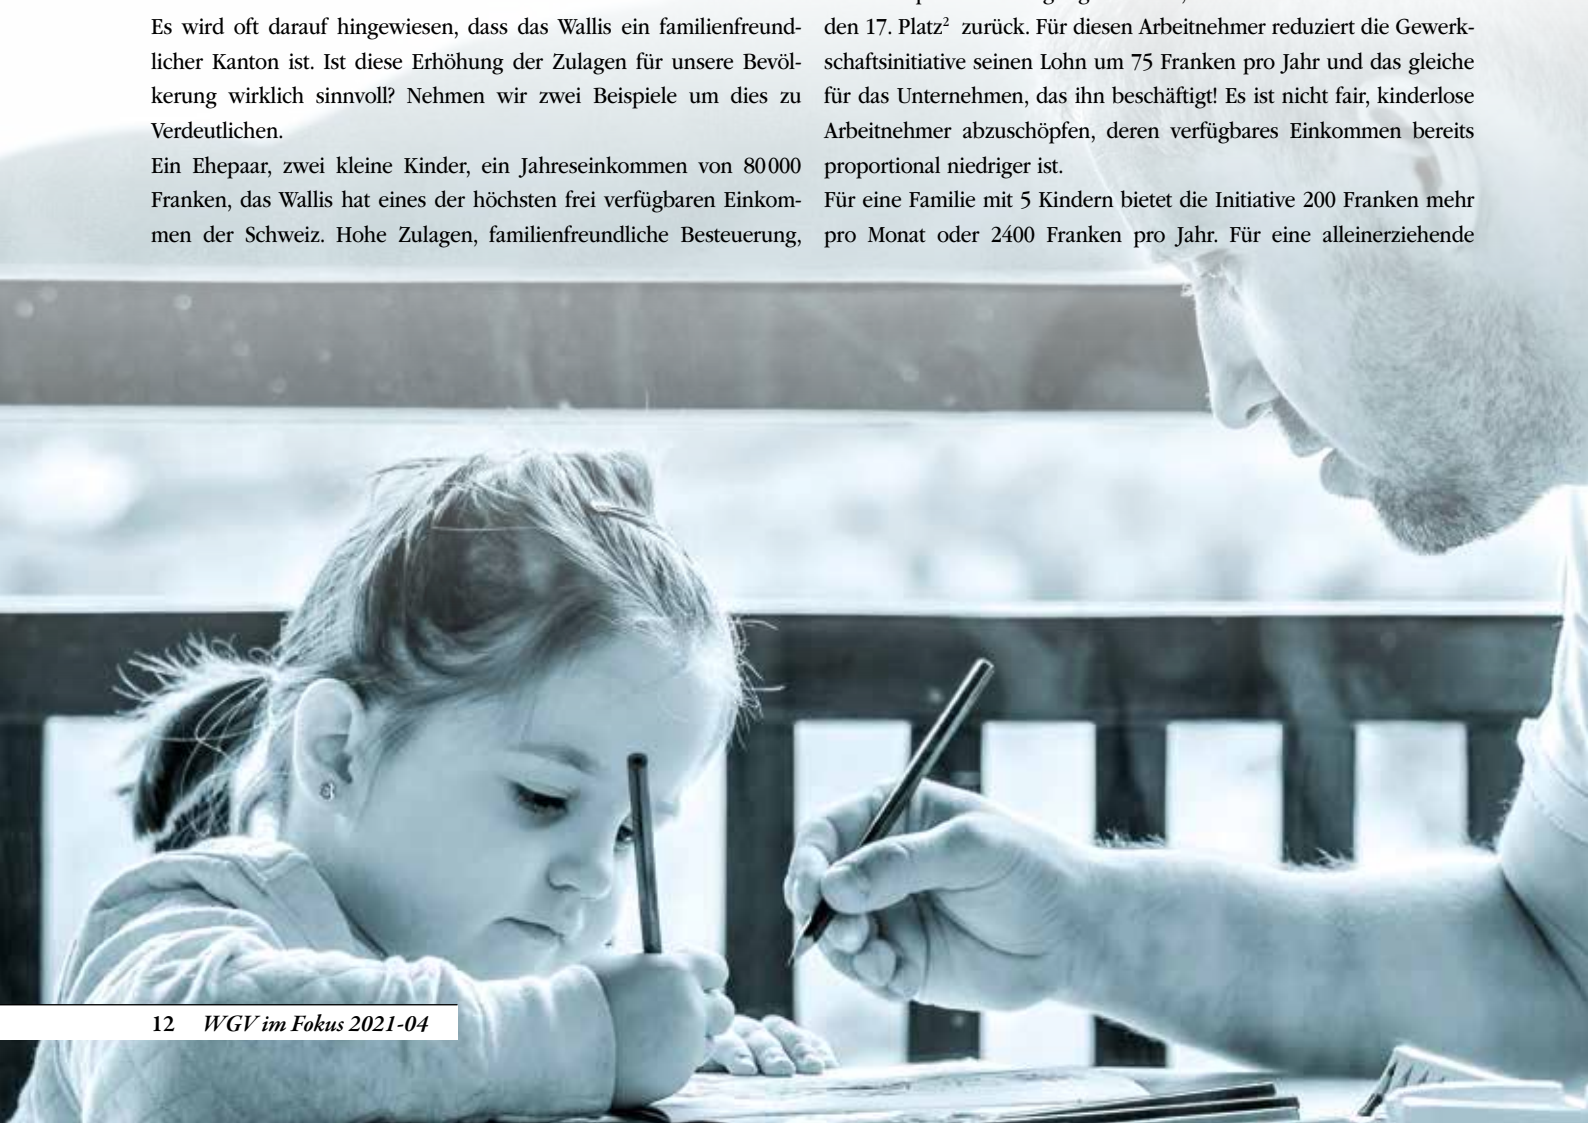 Es wird oft darauf hingewiesen, dass das Wallis ein familienfreund-
licher Kanton ist. Ist diese Erhöhung der Zulagen für unsere Bevöl-
kerung wirklich sinnvoll? Nehmen wir zwei Beispiele um dies zu
Verdeutlichen.
Ein Ehepaar, zwei kleine Kinder, ein Jahreseinkommen von 80 000
Franken, das Wallis hat eines der höchsten frei verfügbaren Einkom-
men der Schweiz. Hohe Zulagen, familienfreundliche Besteuerung,
den 17. Platz² zurück. Für diesen Arbeitnehmer reduziert die Gewerk-
schaftsinitiative seinen Lohn um 75 Franken pro Jahr und das gleiche
für das Unternehmen, das ihn beschäftigt! Es ist nicht fair, kinderlose
Arbeitnehmer abzuschöpfen, deren verfügbares Einkommen bereits
proportional niedriger ist.
Für eine Familie mit 5 Kindern bietet die Initiative 200 Franken mehr
pro Monat oder 2400 Franken pro Jahr. Für eine alleinerziehende
12 WGV im Fokus 2021-04